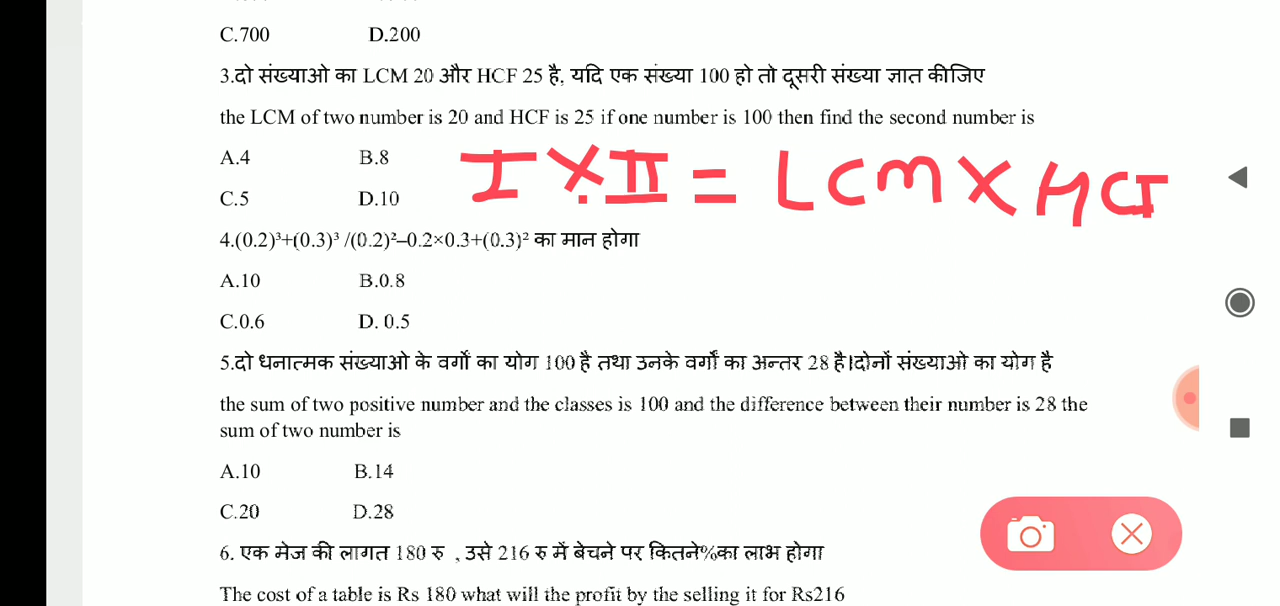 C.700 D.200
3.दो संख्याओ का LCM 20 और HCF 25 है, यदि एक संख्या 100 हो तो दूसरी संख्या ज्ञात कीजिए
the LCM of two number is 20 and HCF is 25 if one number is 100 then find the second number is
A.4 B.8
I × II = LCM × HCF
C.5 D.10
4.(0.2)³+(0.3)³ /(0.2)²–0.2×0.3+(0.3)² का मान होगा
A.10 B.0.8
C.0.6 D. 0.5
5.दो धनात्मक संख्याओ के वर्गों का योग 100 है तथा उनके वर्गों का अन्तर 28 है।दोनों संख्याओ का योग है
the sum of two positive number and the classes is 100 and the difference between their number is 28 the
sum of two number is
A.10 B.14
C.20 D.28
6. एक मेज की लागत 180 रु , उसे 216 रु में बेचने पर कितने%का लाभ होगा
The cost of a table is Rs 180 what will the profit by the selling it for Rs216